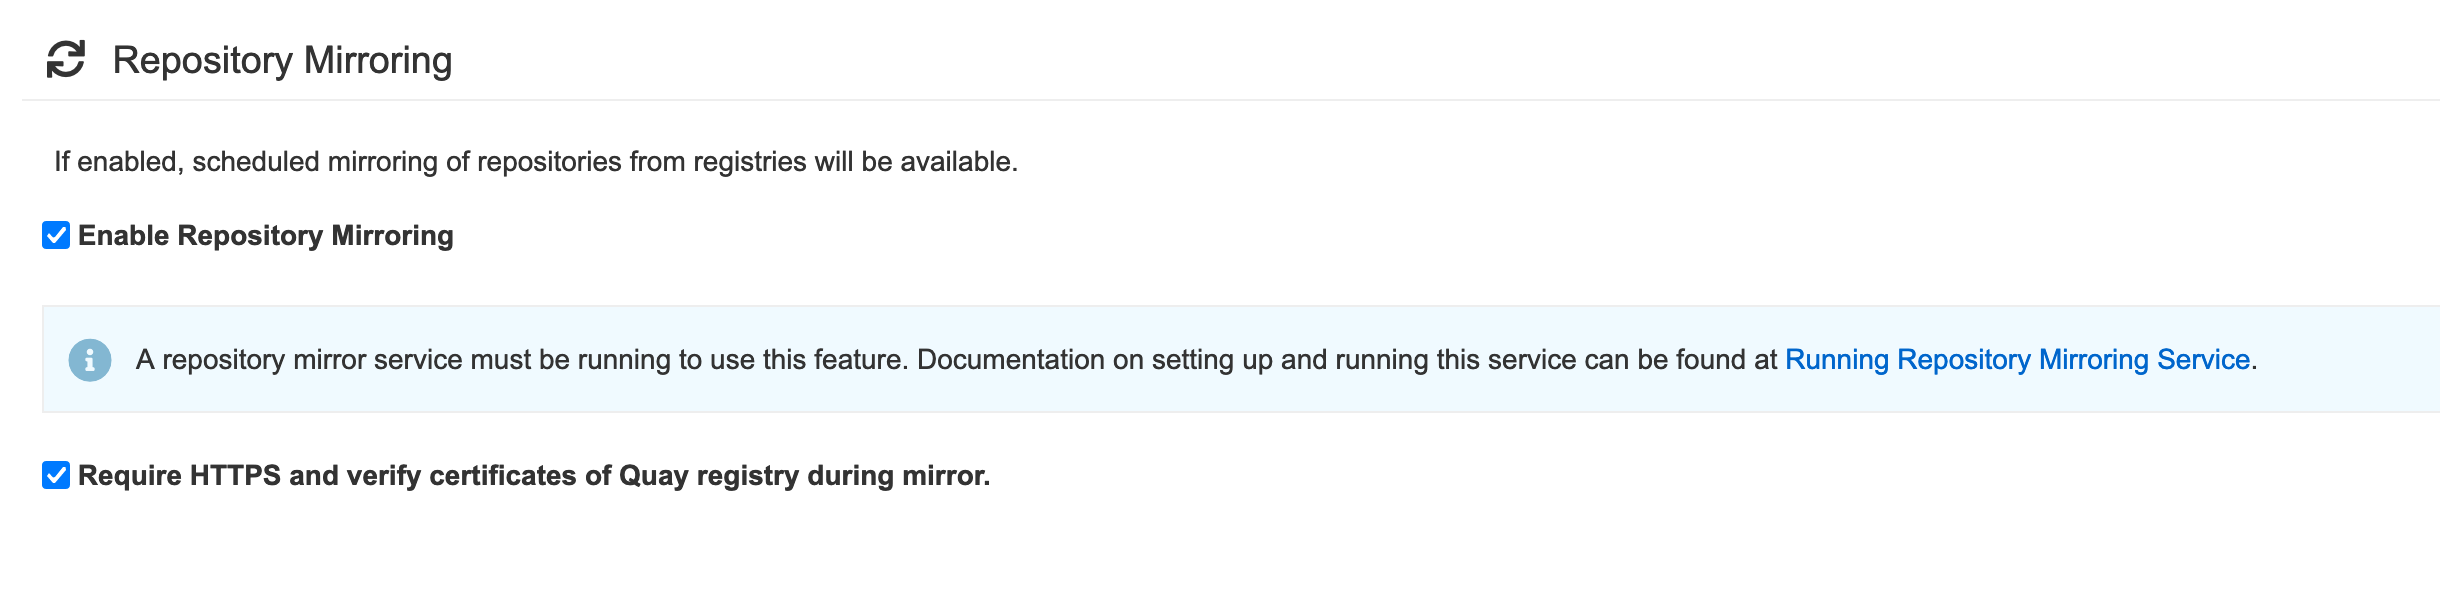 Repository Mirroring
If enabled, scheduled mirroring of repositories from registries will be available.
Enable Repository Mirroring
A repository mirror service must be running to use this feature. Documentation on setting up and running this service can be found at Running Repository Mirroring Service.
Require HTTPS and verify certificates of Quay registry during mirror.